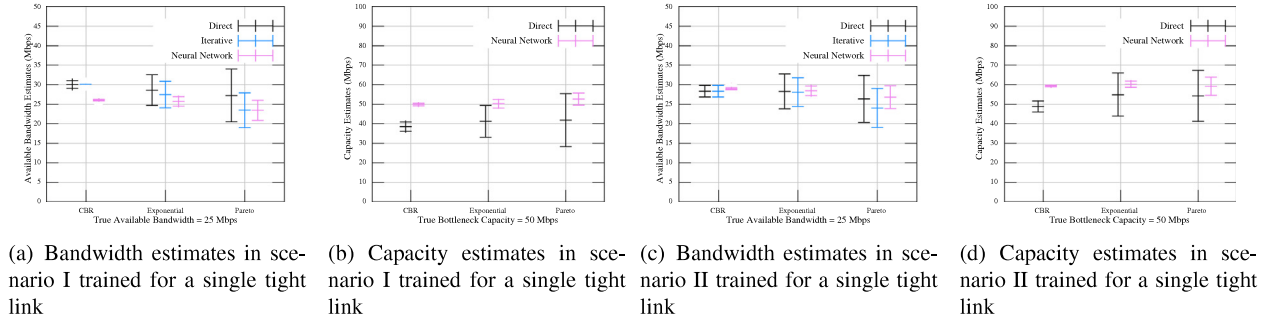 50
45
40
35
30
25
20
15
10
5
0
Available Bandwidth Estimates (Mbps)
Direct
Iterative
Neural Network
CBR Exponential Pareto
True Available Bandwidth = 25 Mbps
100
90
80
70
60
50
40
30
20
10
0
Capacity Estimates (Mbps)
Direct
Neural Network
CBR Exponential Pareto
True Bottleneck Capacity = 50 Mbps
50
45
40
35
30
25
20
15
10
5
0
Available Bandwidth Estimates (Mbps)
Direct
Iterative
Neural Network
CBR Exponential Pareto
True Available Bandwidth = 25 Mbps
100
90
80
70
60
50
40
30
20
10
0
Capacity Estimates (Mbps)
Direct
Neural Network
CBR Exponential Pareto
True Bottleneck Capacity = 50 Mbps
(a) Bandwidth estimates in sce-
nario I trained for a single tight
link
(b) Capacity estimates in sce-
nario I trained for a single tight
link
(c) Bandwidth estimates in sce-
nario II trained for a single tight
link
(d) Capacity estimates in sce-
nario II trained for a single tight
link